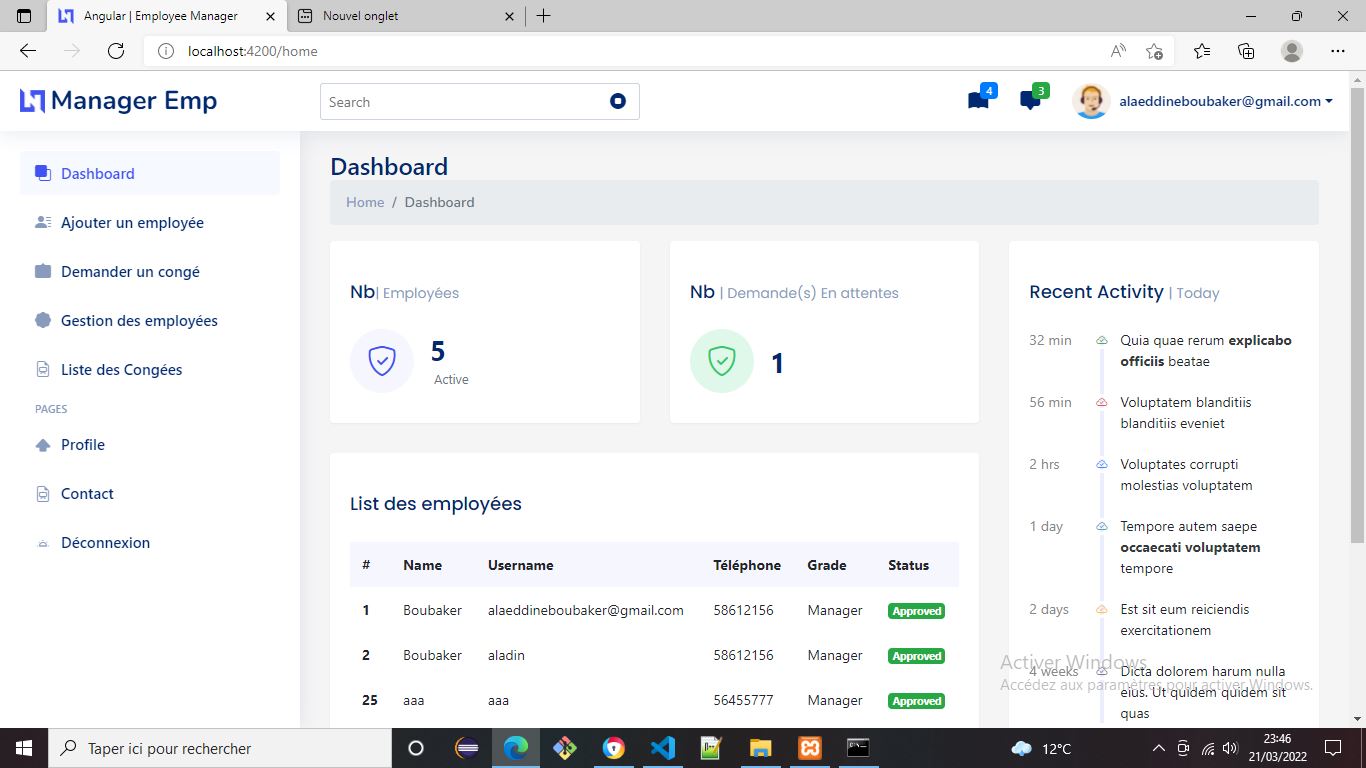 Angular | Employee Manager
Nouvel onglet
localhost:4200/home
Manager Emp
Search
4
3
alaeddineboubaker@gmail.com
Dashboard
Ajouter un employée
Demander un congé
Gestion des employées
Liste des Congées
PAGES
Profile
Contact
Déconnexion
Dashboard
Home / Dashboard
Nb| Employées
5
Active
Nb | Demande(s) En attentes
1
List des employées
# Name Username Téléphone Grade Status
1 Boubaker alaeddineboubaker@gmail.com 58612156 Manager Approved
2 Boubaker aladin 58612156 Manager Approved
25 aaa aaa 56455777 Manager Approved
Recent Activity | Today
32 min Quia quae rerum explicabo
officiis beatae
56 min Voluptatem blanditiis
blanditiis eveniet
2 hrs Voluptates corrupti
molestias voluptatem
1 day Tempore autem saepe
occaecati voluptatem
tempore
2 days Est sit eum reiciendis
exercitationem
4 weeks Dicta dolorem harum nulla
eius. Ut quidem quidem sit
quas
Activer Windows
Accédez aux paramètres pour activer Windows.
Taper ici pour rechercher
12°C
23:46
21/03/2022